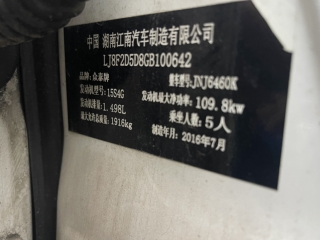 中国 湖南江南汽车制造有限公司
LJ8F2D5D8GB100642
品牌：众泰牌 整车型号：JNJ6460K
发动机型号：15S4G 发动机最大净功率：109.8kw
发动机排量：1.498L 乘坐人数：5人
最大允许总质量：1916kg
制造年月：2016年7月